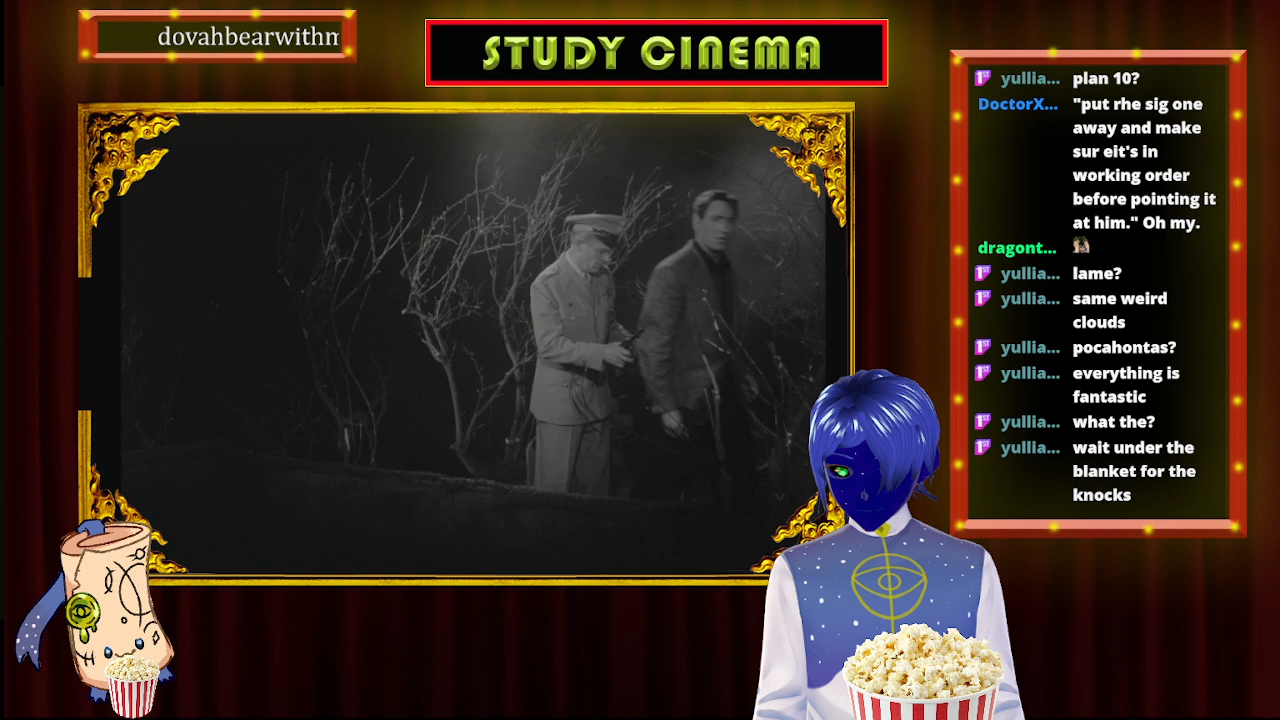 dovahbearwithm
STUDY CINEMA
yullia... plan 10?
DoctorX... "put rhe sig one
away and make
sur eit's in
working order
before pointing it
at him." Oh my.
dragont...
yullia... lame?
yullia... same weird
clouds
yullia... pocahontas?
yullia... everything is
fantastic
yullia... what the?
yullia... wait under the
blanket for the
knocks